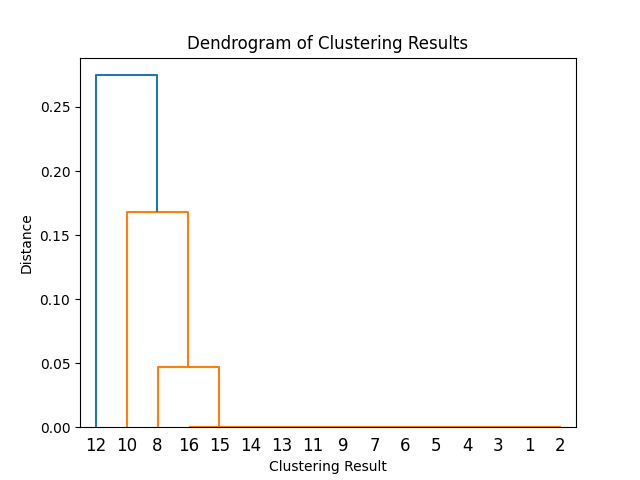 Dendrogram of Clustering Results
0.25
0.20
0.15
0.10
0.05
0.00
Distance
12 10 8 16 15 14 13 11 9 7 6 5 4 3 1 2
Clustering Result